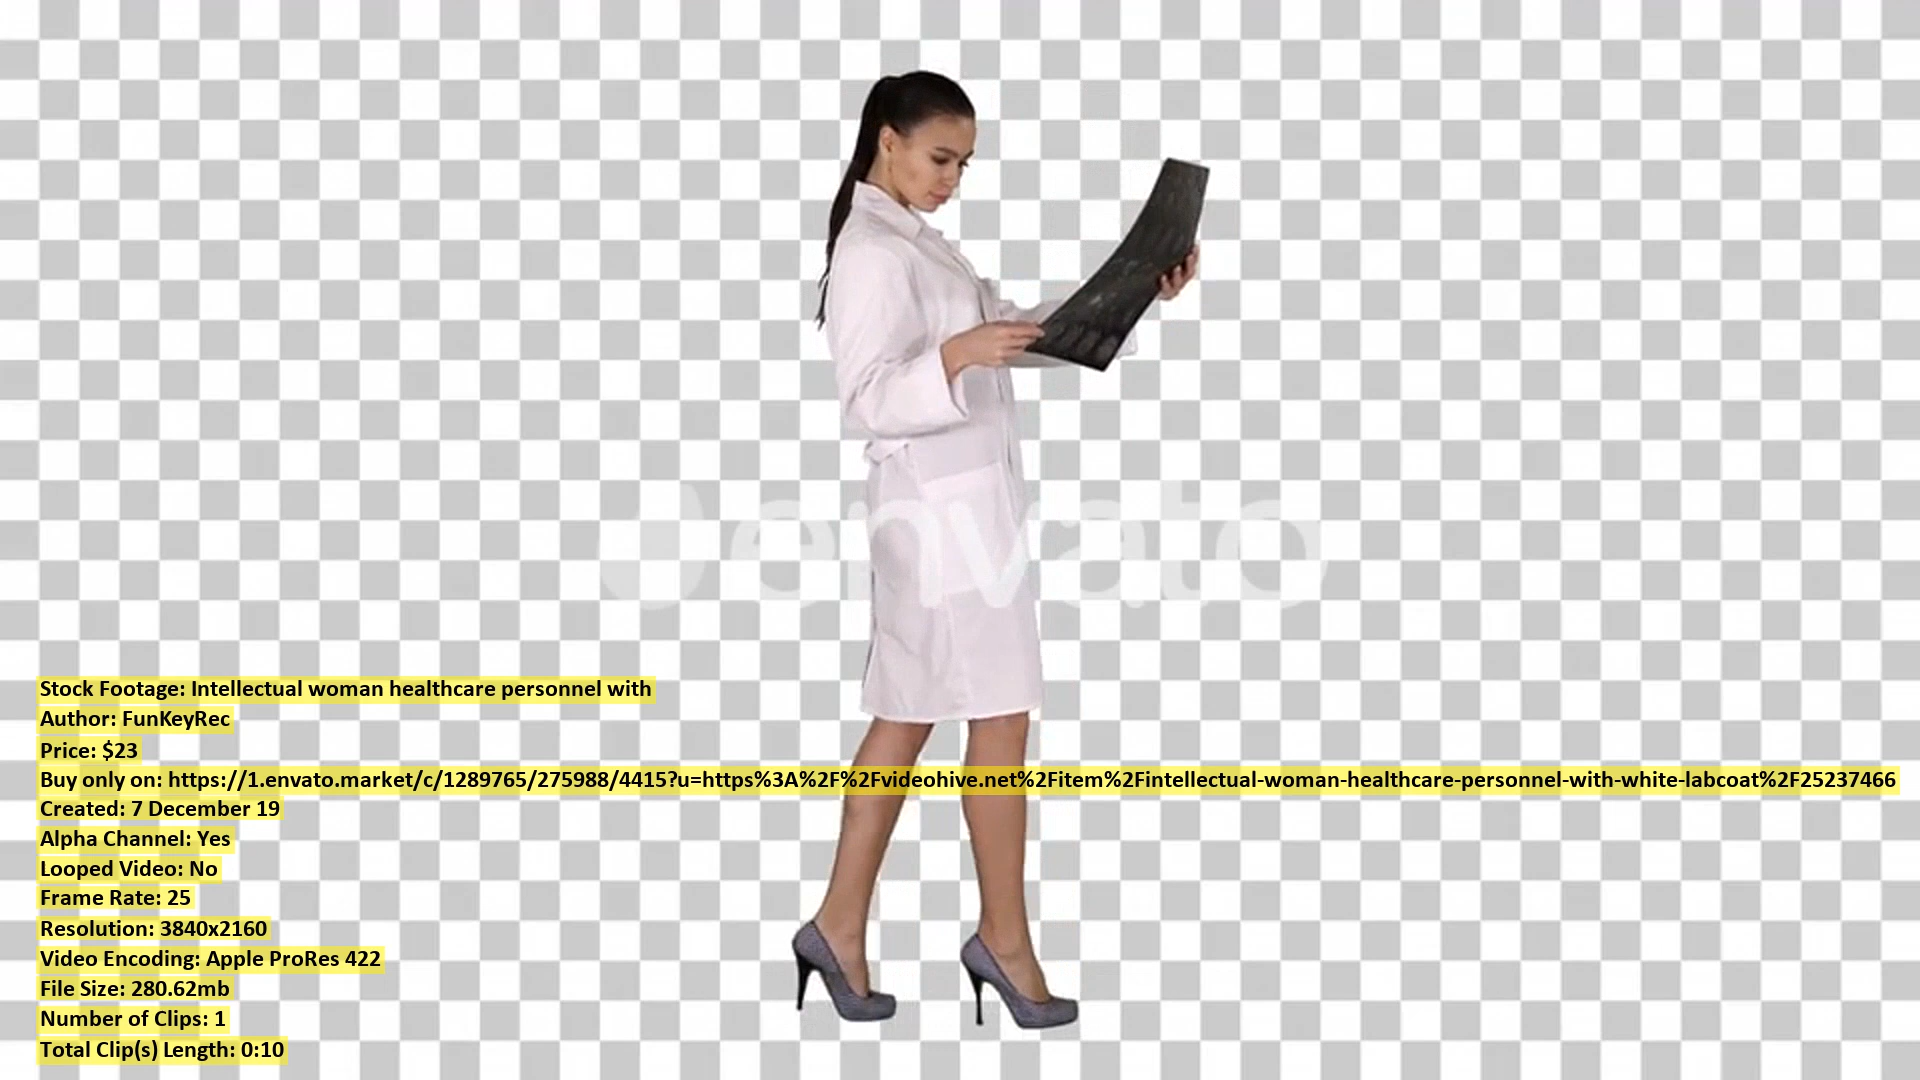 envato
Stock Footage: Intellectual woman healthcare personnel with
Author: FunKeyRec
Price: $23
Buy only on: https://1.envato.market/c/1289765/275988/4415?u=https%3A%2F%2Fvideohive.net%2Fitem%2Fintellectual-woman-healthcare-personnel-with-white-labcoat%2F25237466
Created: 7 December 19
Alpha Channel: Yes
Looped Video: No
Frame Rate: 25
Resolution: 3840x2160
Video Encoding: Apple ProRes 422
File Size: 280.62mb
Number of Clips: 1
Total Clip(s) Length: 0:10